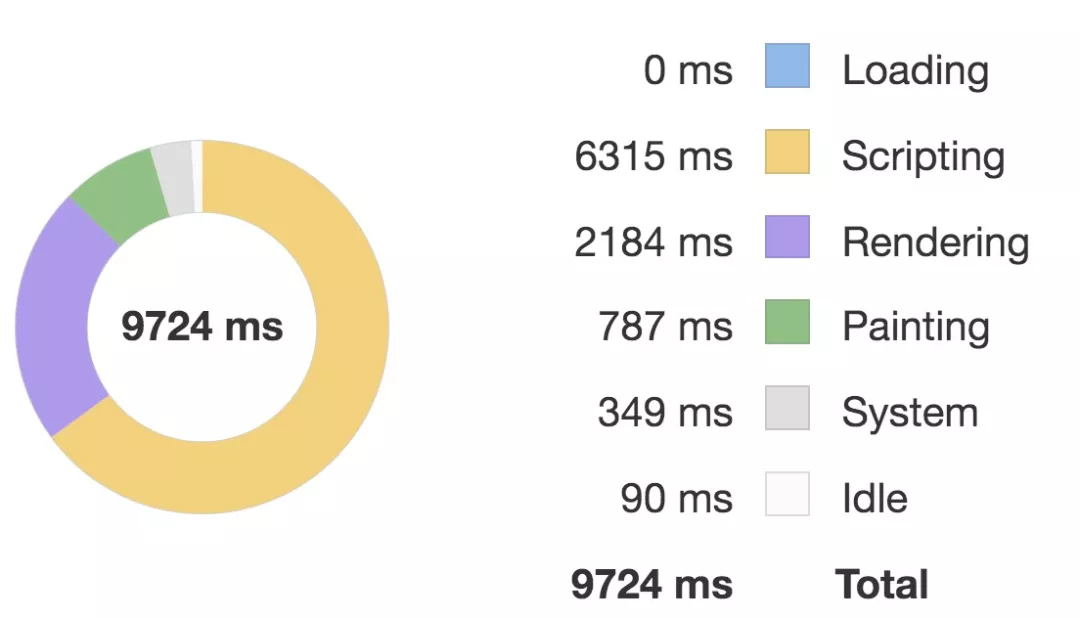 0 ms Loading
6315 ms Scripting
2184 ms Rendering
9724 ms
787 ms Painting
349 ms System
90 ms Idle
9724 ms Total